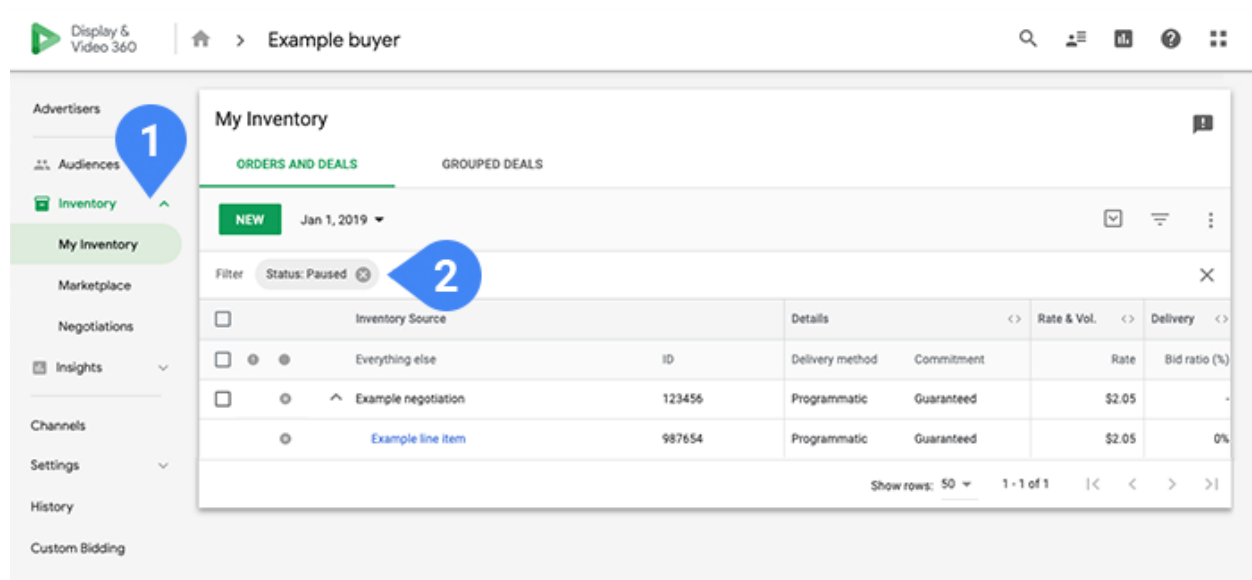 Display &
Video 360
Example buyer
Advertisers
1
Audiences
Inventory
My Inventory
Marketplace
Negotiations
Insights
Channels
Settings
History
Custom Bidding
My Inventory
ORDERS AND DEALS GROUPED DEALS
NEW Jan 1, 2019
Filter Status: Paused 2
Inventory Source Details Rate & Vol. Delivery
Everything else ID Delivery method Commitment Rate Bid ratio (%)
Example negotiation 123456 Programmatic Guaranteed $2.05 -
Example line item 987654 Programmatic Guaranteed $2.05 0%
Show rows: 50 1 - 1 of 1